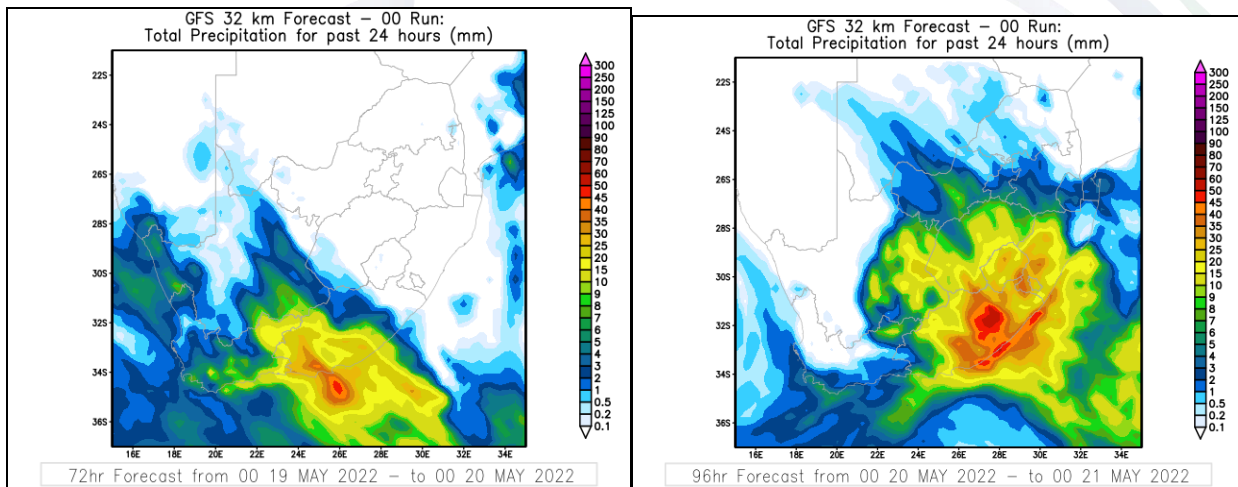 GFS 32 km Forecast – 00 Run:
Total Precipitation for past 24 hours (mm)
22S
24S
26S
28S
30S
32S
34S
36S
16E 18E 20E 22E 24E 26E 28E 30E 32E 34E
300
250
200
150
125
100
90
80
70
60
50
45
40
35
30
25
20
15
10
9
8
7
6
5
4
3
2
1
0.5
0.2
0.1
72hr Forecast from 00 19 MAY 2022 – to 00 20 MAY 2022
GFS 32 km Forecast – 00 Run:
Total Precipitation for past 24 hours (mm)
22S
24S
26S
28S
30S
32S
34S
36S
16E 18E 20E 22E 24E 26E 28E 30E 32E 34E
300
250
200
150
125
100
90
80
70
60
50
45
40
35
30
25
20
15
10
9
8
7
6
5
4
3
2
1
0.5
0.2
0.1
96hr Forecast from 00 20 MAY 2022 – to 00 21 MAY 2022